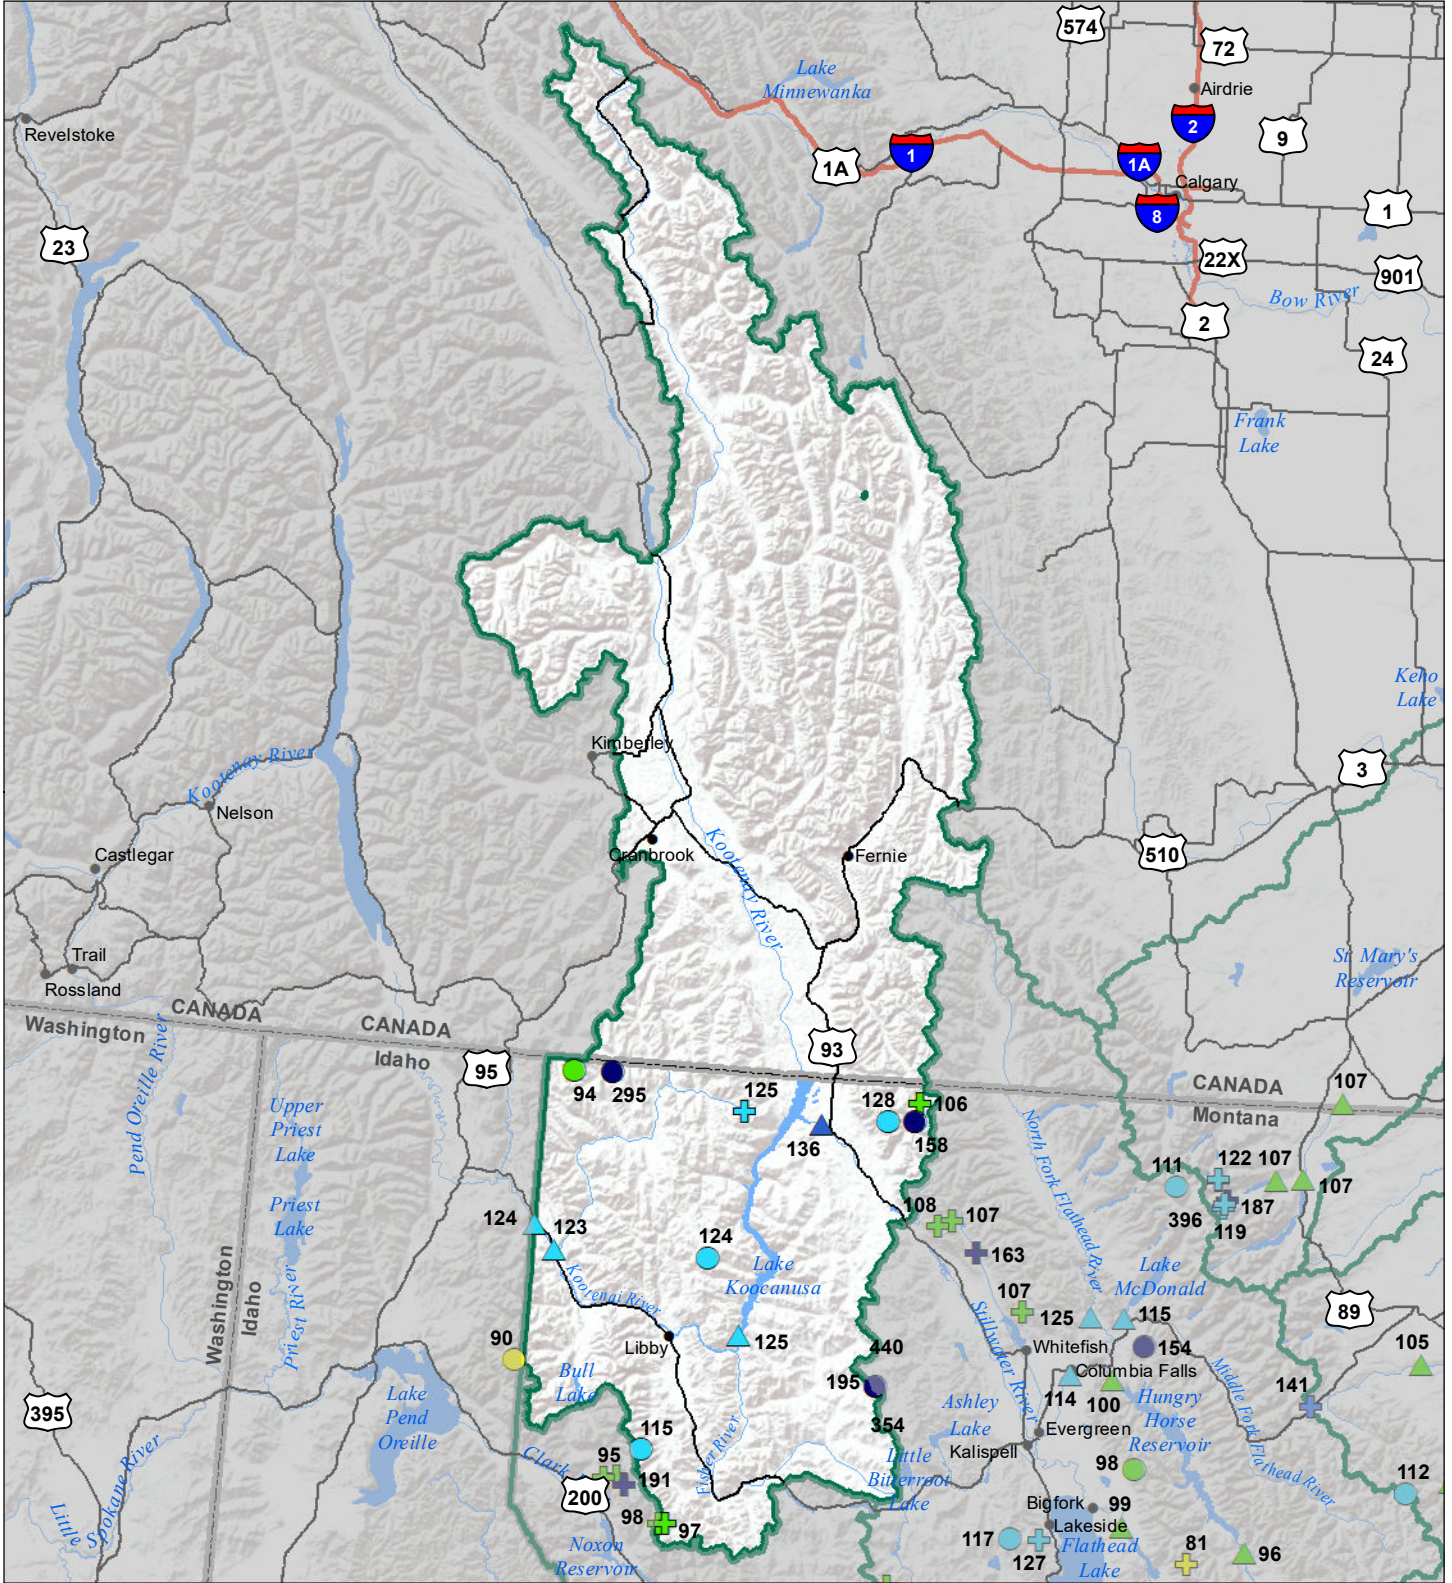 574
72
Lake
Minnewanka
Airdrie
Revelstoke
2
9
1
1A
1A
Calgary
8
1
23
22X
901
Bow River
2
24
Frank
Lake
Keho
Lake
Kimberley
Kootenay River
3
Nelson
Cranbrook
Kootenay River
Fernie
510
Castlegar
Trail
Rossland
St Mary's
Reservoir
CANADA
Washington
CANADA
Idaho
93
95
CANADA
Montana
107
94
295
125
128
106
158
136
Pend Oreille River
Upper
Priest
Lake
North Fork Flathead River
111
122
107
107
187
396
119
Priest
Lake
124
123
124
108
107
163
Lake
Koocanusa
Kootenai River
Lake
McDonald
Washington
Idaho
Priest River
107
125
115
89
Stillwater River
90
Libby
125
440
Whitefish
154
105
Columbia Falls
Bull
Lake
195
114
100
Middle Fork Flathead River
141
395
Lake
Pend
Oreille
354
Ashley
Lake
Hungry
Horse
Reservoir
Evergreen
115
Kalispell
95
Clark
191
Fisher River
Little
Bitterroot
Lake
98
112
200
Little
Spokane River
98
97
Bigfork
99
Lakeside
Noxon
Reservoir
117
127
Flathead
Lake
81
96